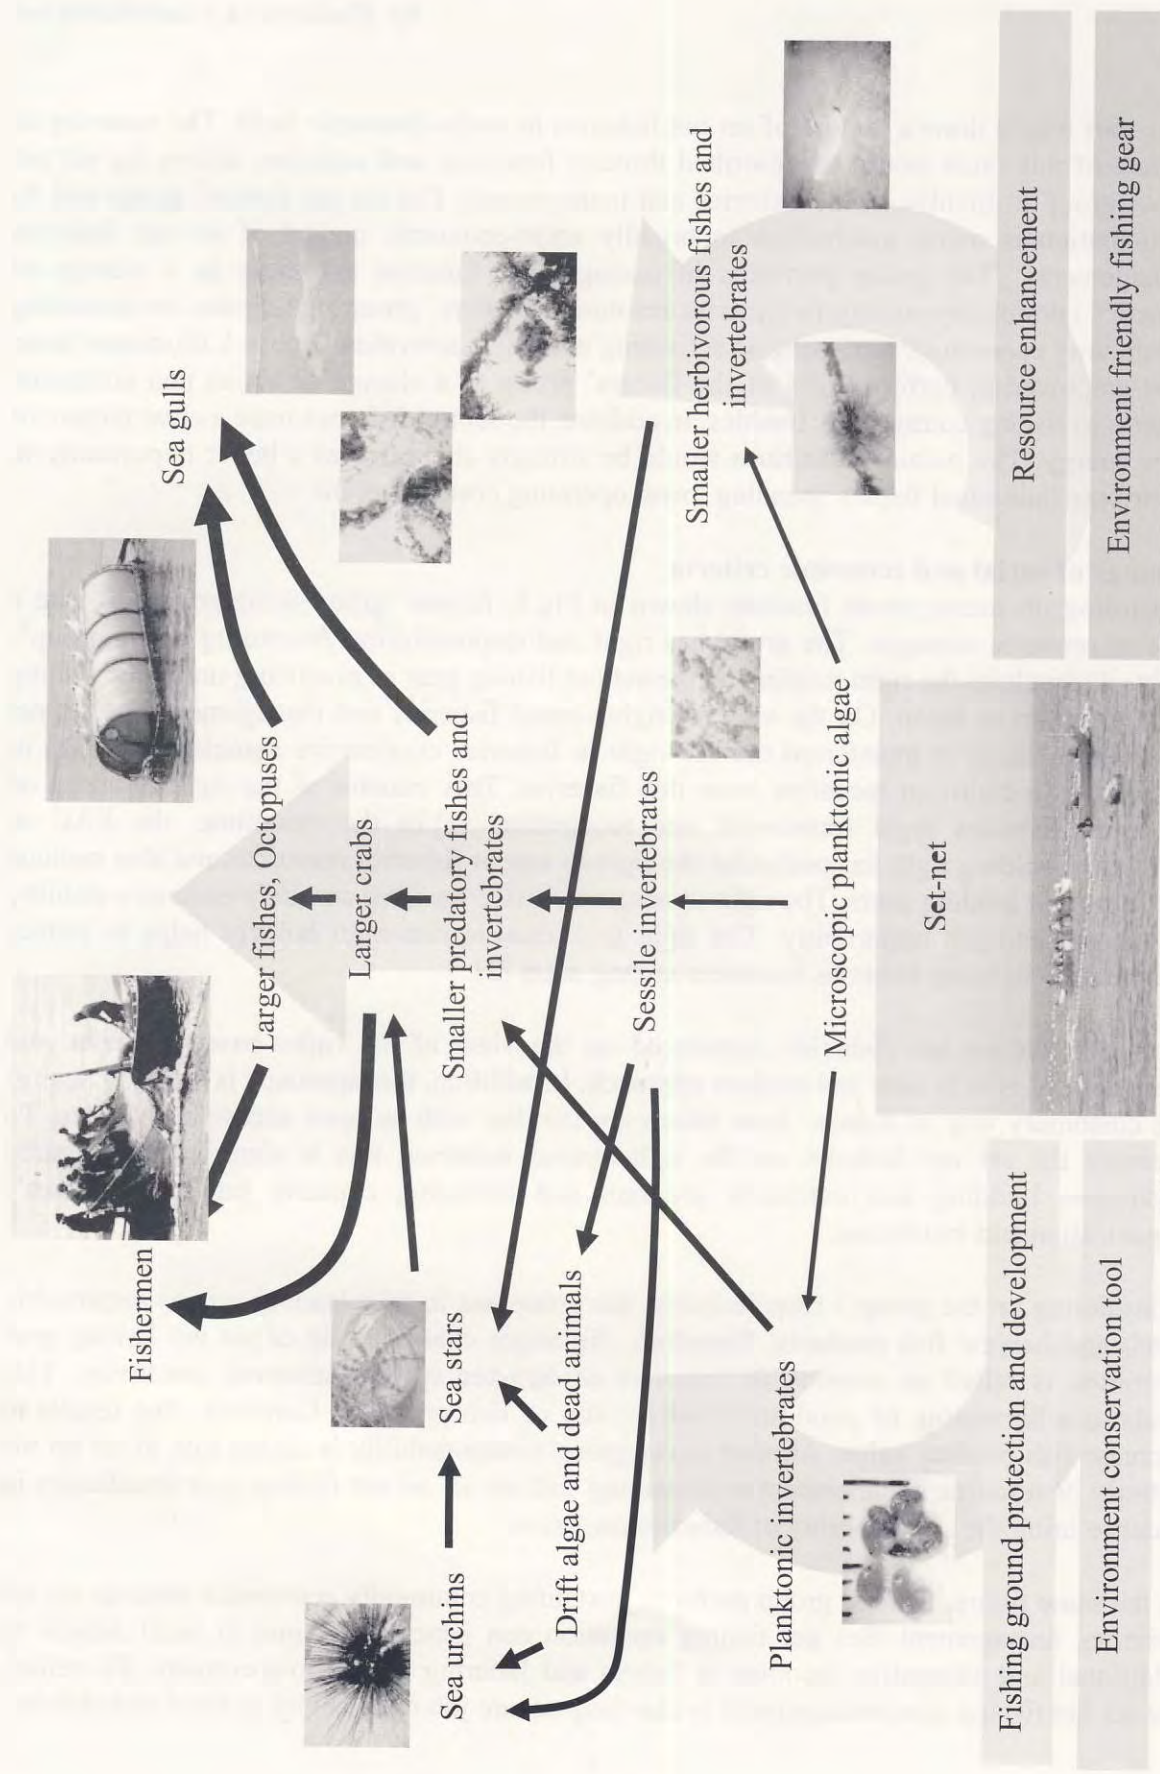 Fishermen
Sea gulls
Larger fishes, Octopuses
Larger crabs
Sea urchins
Sea stars
Smaller predatory fishes and
invertebrates
Drift algae and dead animals
Sessile invertebrates
Smaller herbivorous fishes and
invertebrates
Planktonic invertebrates
Microscopic planktonic algae
Set-net
Fishing ground protection and development
Resource enhancement
Environment conservation tool
Environment friendly fishing gear